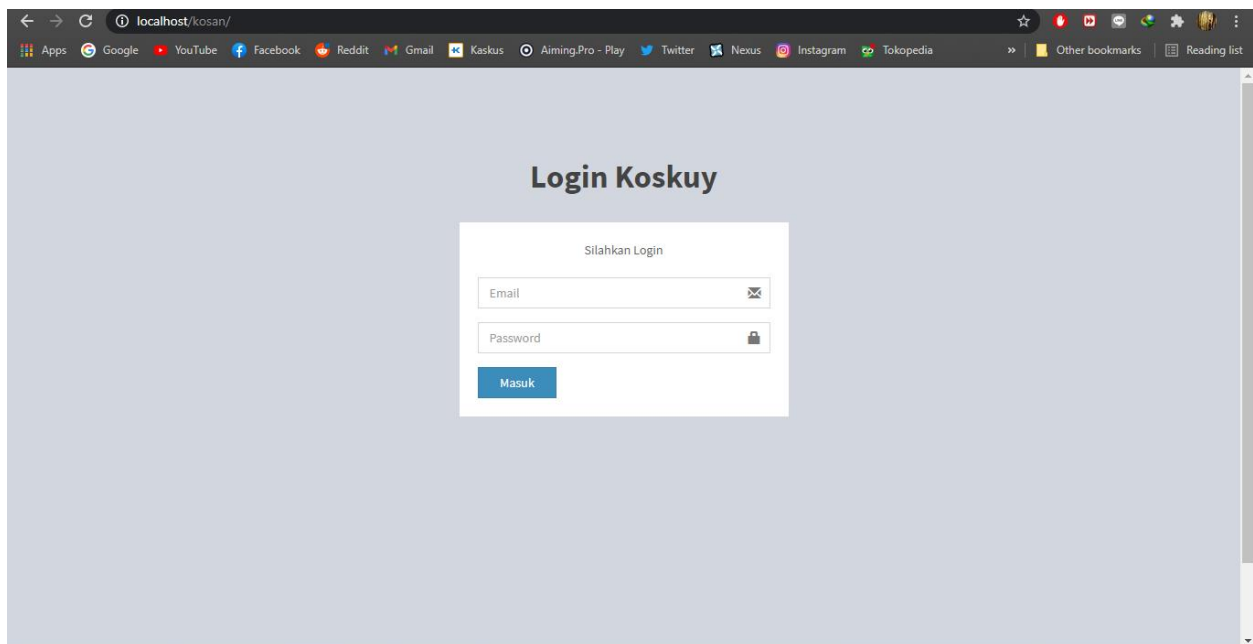 localhost/kosan/
Apps Google YouTube Facebook Reddit Gmail Kaskus Aiming.Pro - Play Twitter Nexus Instagram Tokopedia » Other bookmarks Reading list
Login Koskuy
Silahkan Login
Email
Password
Masuk